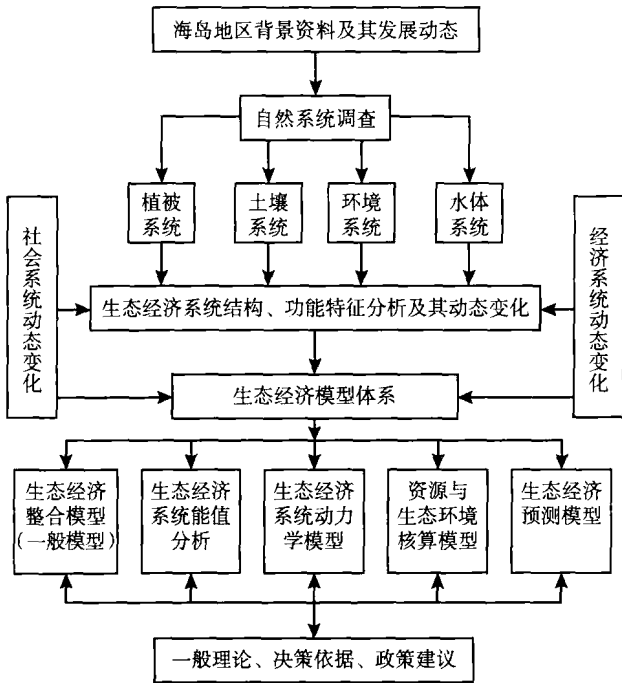 海岛地区背景资料及其发展动态
自然系统调查
植被
系统
土壤
系统
环境
系统
水体
系统
社会系统动态变化
经济系统动态变化
生态经济系统结构、功能特征分析及其动态变化
生态经济模型体系
生态经济
整合模型
(一般模型)
生态经济
系统能值
分析
生态经济
系统动力
学模型
资源与
生态环境
核算模型
生态经济
预测模型
一般理论、决策依据、政策建议